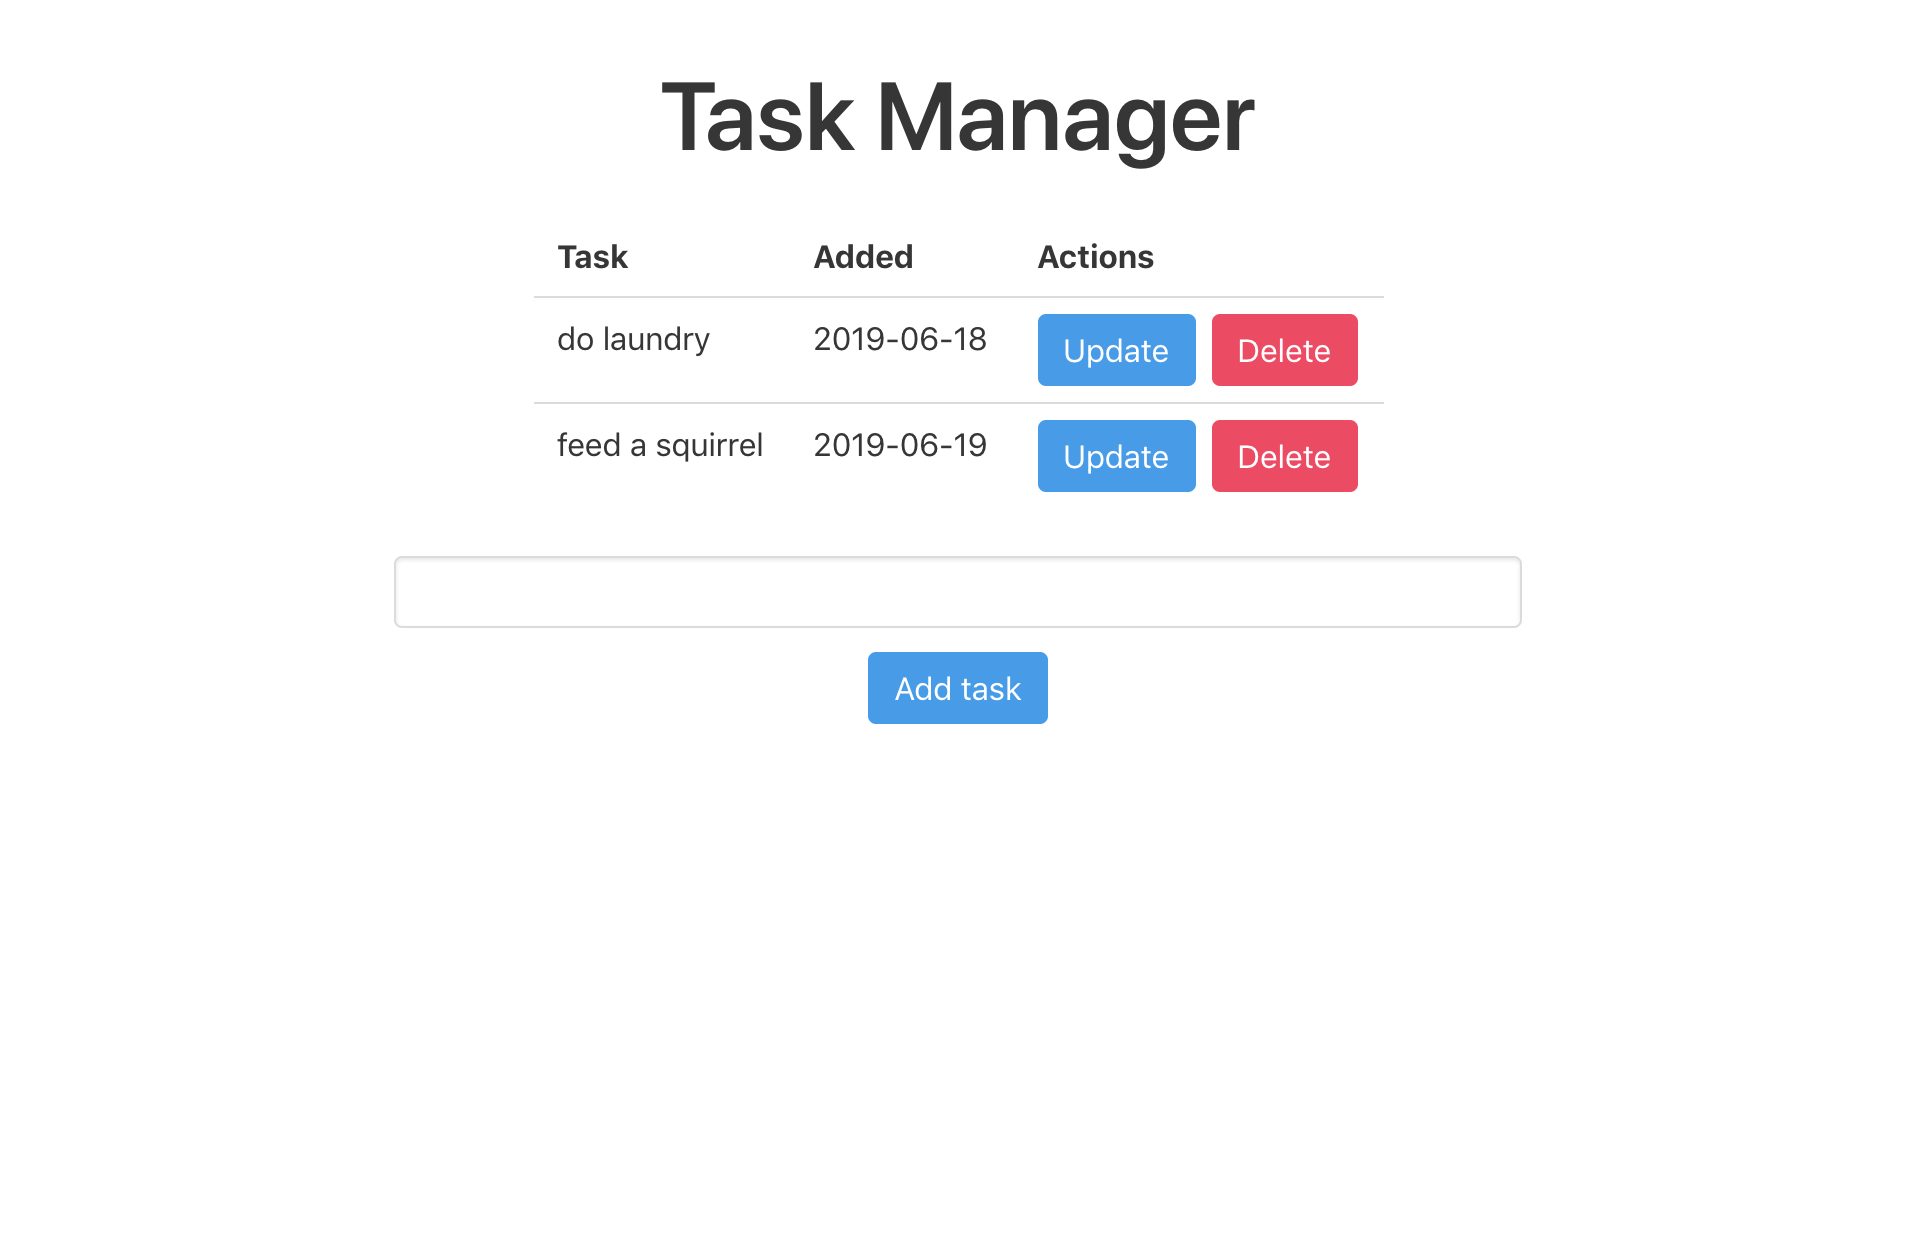 Task Manager
Task Added Actions
do laundry 2019-06-18 Update Delete
feed a squirrel 2019-06-19 Update Delete
Add task